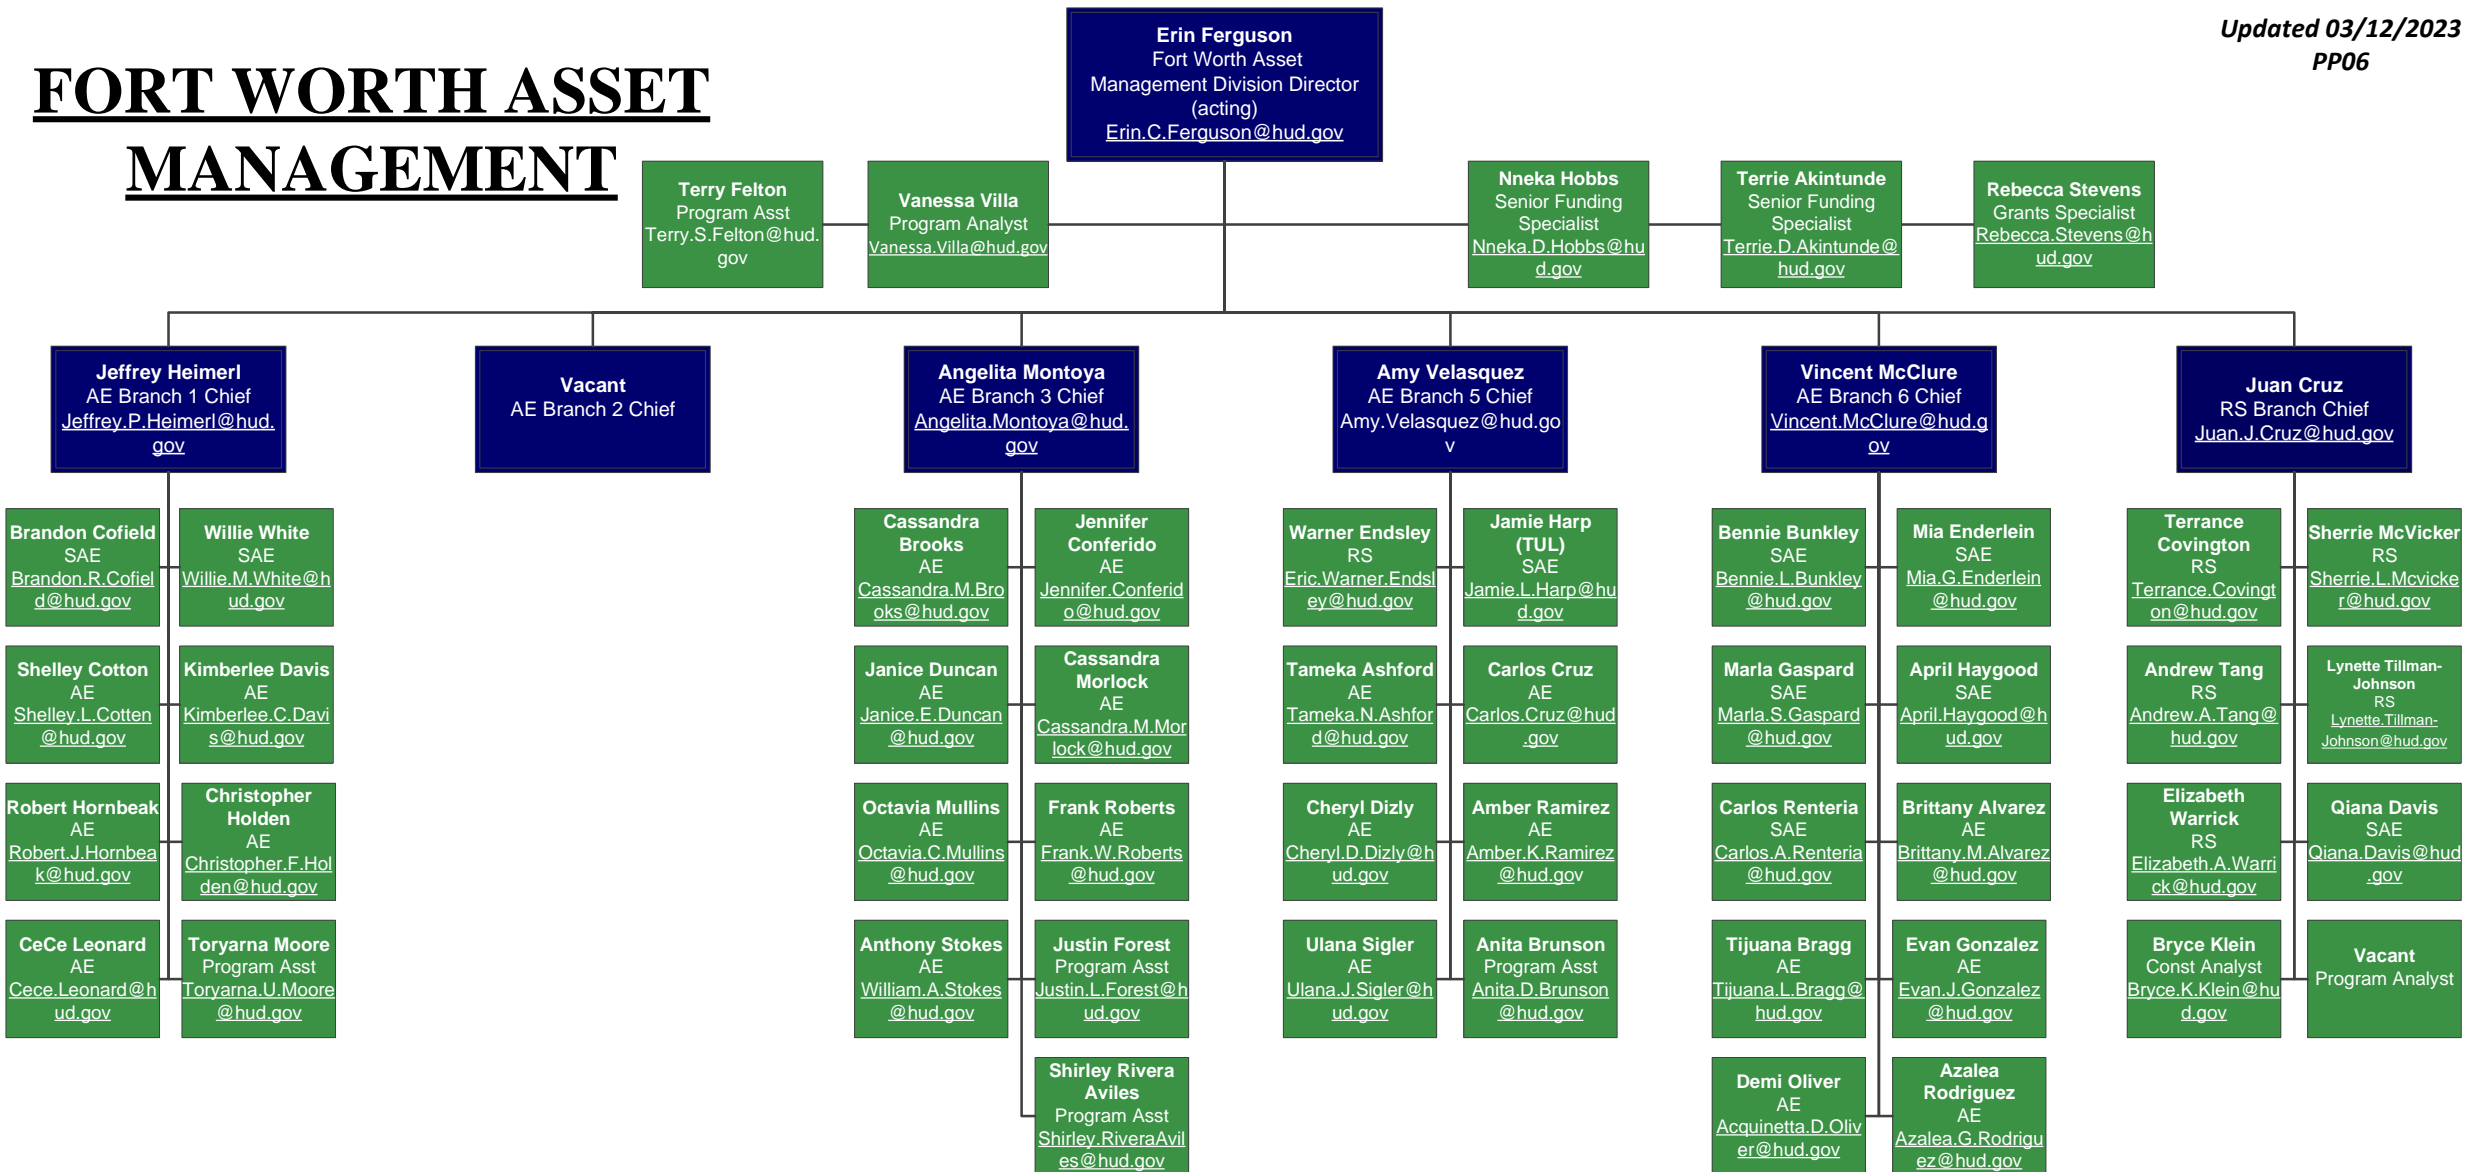 FORT WORTH ASSET
MANAGEMENT
Updated 03/12/2023
PP06
Erin Ferguson
Fort Worth Asset
Management Division Director
(acting)
Erin.C.Ferguson@hud.gov
Terry Felton
Program Asst
Terry.S.Felton@hud.
gov
Vanessa Villa
Program Analyst
Vanessa.Villa@hud.gov
Nneka Hobbs
Senior Funding
Specialist
Nneka.D.Hobbs@hu
d.gov
Terrie Akintunde
Senior Funding
Specialist
Terrie.D.Akintunde@
hud.gov
Rebecca Stevens
Grants Specialist
Rebecca.Stevens@h
ud.gov
Jeffrey Heimerl
AE Branch 1 Chief
Jeffrey.P.Heimerl@hud.
gov
Vacant
AE Branch 2 Chief
Angelita Montoya
AE Branch 3 Chief
Angelita.Montoya@hud.
gov
Amy Velasquez
AE Branch 5 Chief
Amy.Velasquez@hud.go
v
Vincent McClure
AE Branch 6 Chief
Vincent.McClure@hud.g
ov
Juan Cruz
RS Branch Chief
Juan.J.Cruz@hud.gov
Brandon Cofield
SAE
Brandon.R.Cofiel
d@hud.gov
Willie White
SAE
Willie.M.White@h
ud.gov
Shelley Cotton
AE
Shelley.L.Cotten
@hud.gov
Kimberlee Davis
AE
Kimberlee.C.Davi
s@hud.gov
Robert Hornbeak
AE
Robert.J.Hornbea
k@hud.gov
Christopher
Holden
AE
Christopher.F.Hol
den@hud.gov
CeCe Leonard
AE
Cece.Leonard@h
ud.gov
Toryarna Moore
Program Asst
Toryarna.U.Moore
@hud.gov
Cassandra
Brooks
AE
Cassandra.M.Bro
oks@hud.gov
Jennifer
Conferido
AE
Jennifer.Conferid
o@hud.gov
Janice Duncan
AE
Janice.E.Duncan
@hud.gov
Cassandra
Morlock
AE
Cassandra.M.Mor
lock@hud.gov
Octavia Mullins
AE
Octavia.C.Mullins
@hud.gov
Frank Roberts
AE
Frank.W.Roberts
@hud.gov
Anthony Stokes
AE
William.A.Stokes
@hud.gov
Justin Forest
Program Asst
Justin.L.Forest@h
ud.gov
Shirley Rivera
Aviles
Program Asst
Shirley.RiveraAvil
es@hud.gov
Warner Endsley
RS
Eric.Warner.Endsl
ey@hud.gov
Jamie Harp
(TUL)
SAE
Jamie.L.Harp@hu
d.gov
Tameka Ashford
AE
Tameka.N.Ashfor
d@hud.gov
Carlos Cruz
AE
Carlos.Cruz@hud
.gov
Cheryl Dizly
AE
Cheryl.D.Dizly@h
ud.gov
Amber Ramirez
AE
Amber.K.Ramirez
@hud.gov
Ulana Sigler
AE
Ulana.J.Sigler@h
ud.gov
Anita Brunson
Program Asst
Anita.D.Brunson
@hud.gov
Bennie Bunkley
SAE
Bennie.L.Bunkley
@hud.gov
Mia Enderlein
SAE
Mia.G.Enderlein
@hud.gov
Marla Gaspard
SAE
Marla.S.Gaspard
@hud.gov
April Haygood
SAE
April.Haygood@h
ud.gov
Carlos Renteria
SAE
Carlos.A.Renteria
@hud.gov
Brittany Alvarez
AE
Brittany.M.Alvarez
@hud.gov
Tijuana Bragg
AE
Tijuana.L.Bragg@
hud.gov
Evan Gonzalez
AE
Evan.J.Gonzalez
@hud.gov
Demi Oliver
AE
Acquinetta.D.Oliv
er@hud.gov
Azalea
Rodriguez
AE
Azalea.G.Rodrigu
ez@hud.gov
Terrance
Covington
RS
Terrance.Covingt
on@hud.gov
Sherrie McVicker
RS
Sherrie.L.Mcvicke
r@hud.gov
Andrew Tang
RS
Andrew.A.Tang@
hud.gov
Lynette Tillman-
Johnson
RS
Lynette.Tillman-
Johnson@hud.gov
Elizabeth
Warrick
RS
Elizabeth.A.Warri
ck@hud.gov
Qiana Davis
SAE
Qiana.Davis@hud
.gov
Bryce Klein
Const Analyst
Bryce.K.Klein@hu
d.gov
Vacant
Program Analyst